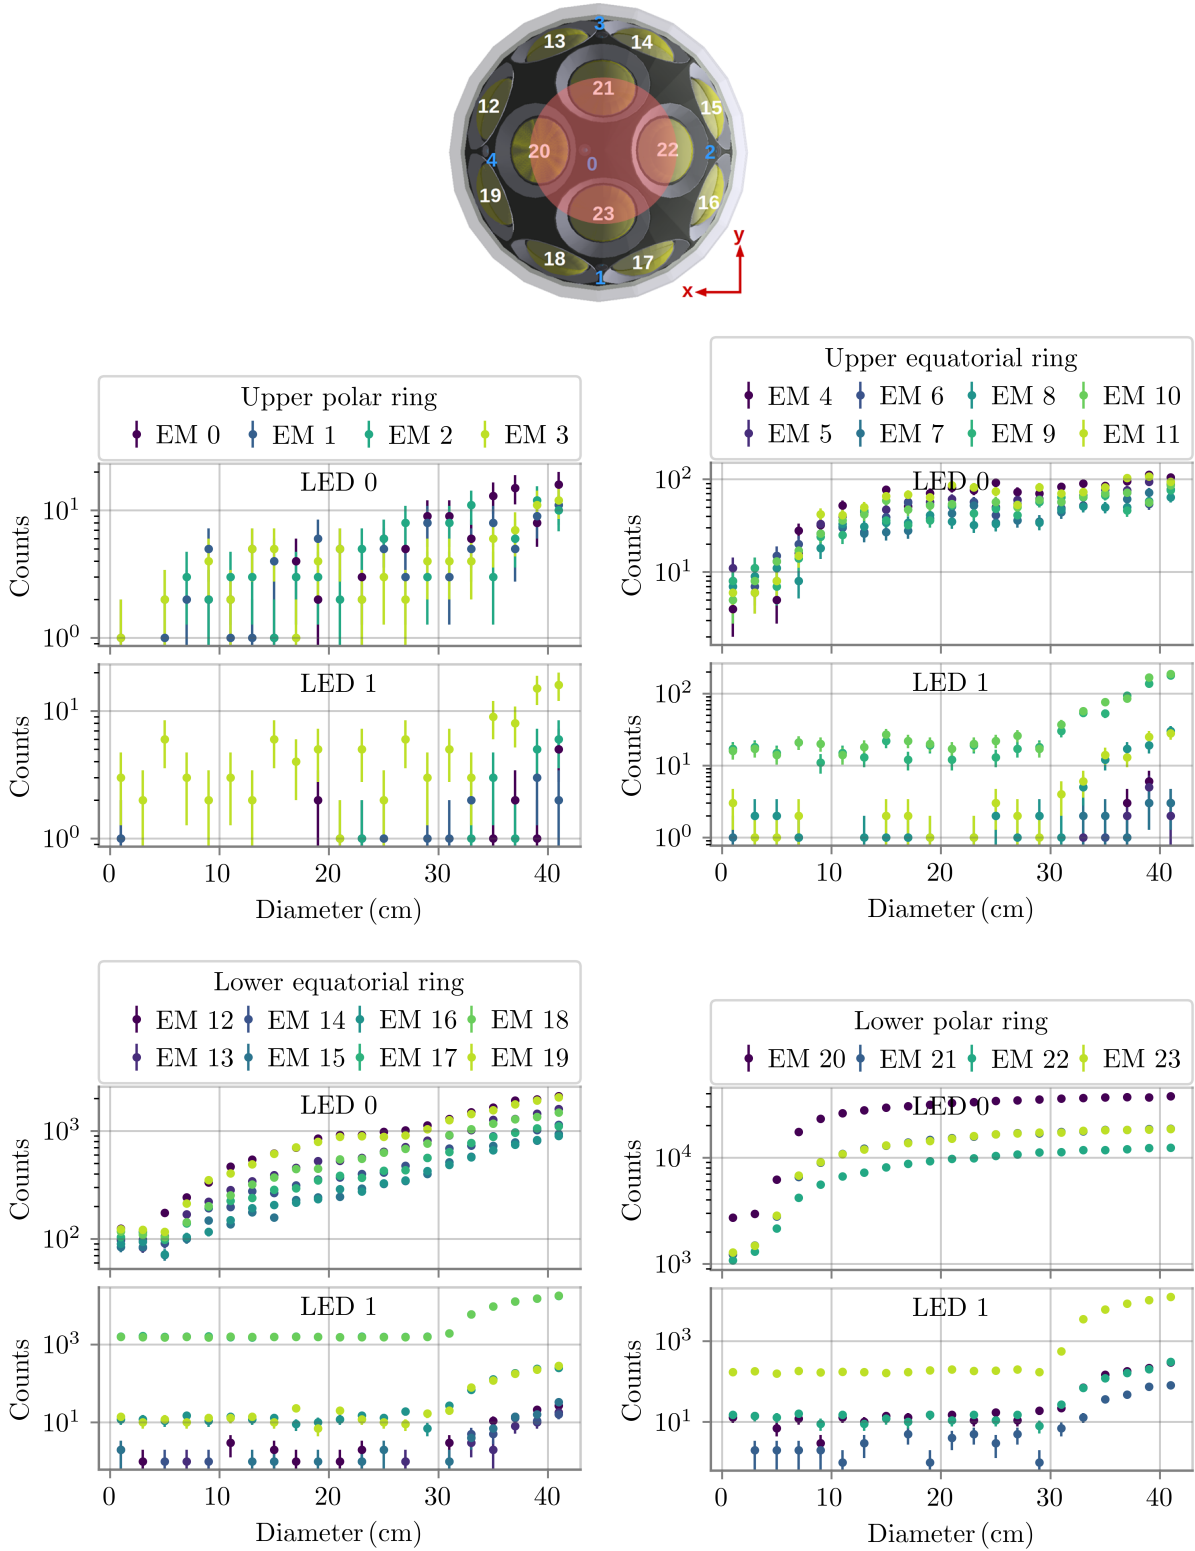 3
13 14
21
12 15
20 22
4 0 2
19 16
23
18 17
1
y
x
Upper polar ring
EM 0 EM 1 EM 2 EM 3
LED 0
Counts
10¹
10⁰
LED 1
Counts
10¹
10⁰
0 10 20 30 40
Diameter (cm)
Upper equatorial ring
EM 4 EM 6 EM 8 EM 10
EM 5 EM 7 EM 9 EM 11
LED 0
Counts
10²
10¹
LED 1
Counts
10²
10¹
10⁰
0 10 20 30 40
Diameter (cm)
Lower equatorial ring
EM 12 EM 14 EM 16 EM 18
EM 13 EM 15 EM 17 EM 19
LED 0
Counts
10³
10²
LED 1
Counts
10³
10¹
0 10 20 30 40
Diameter (cm)
Lower polar ring
EM 20 EM 21 EM 22 EM 23
LED 0
Counts
10⁴
10³
LED 1
Counts
10³
10¹
0 10 20 30 40
Diameter (cm)